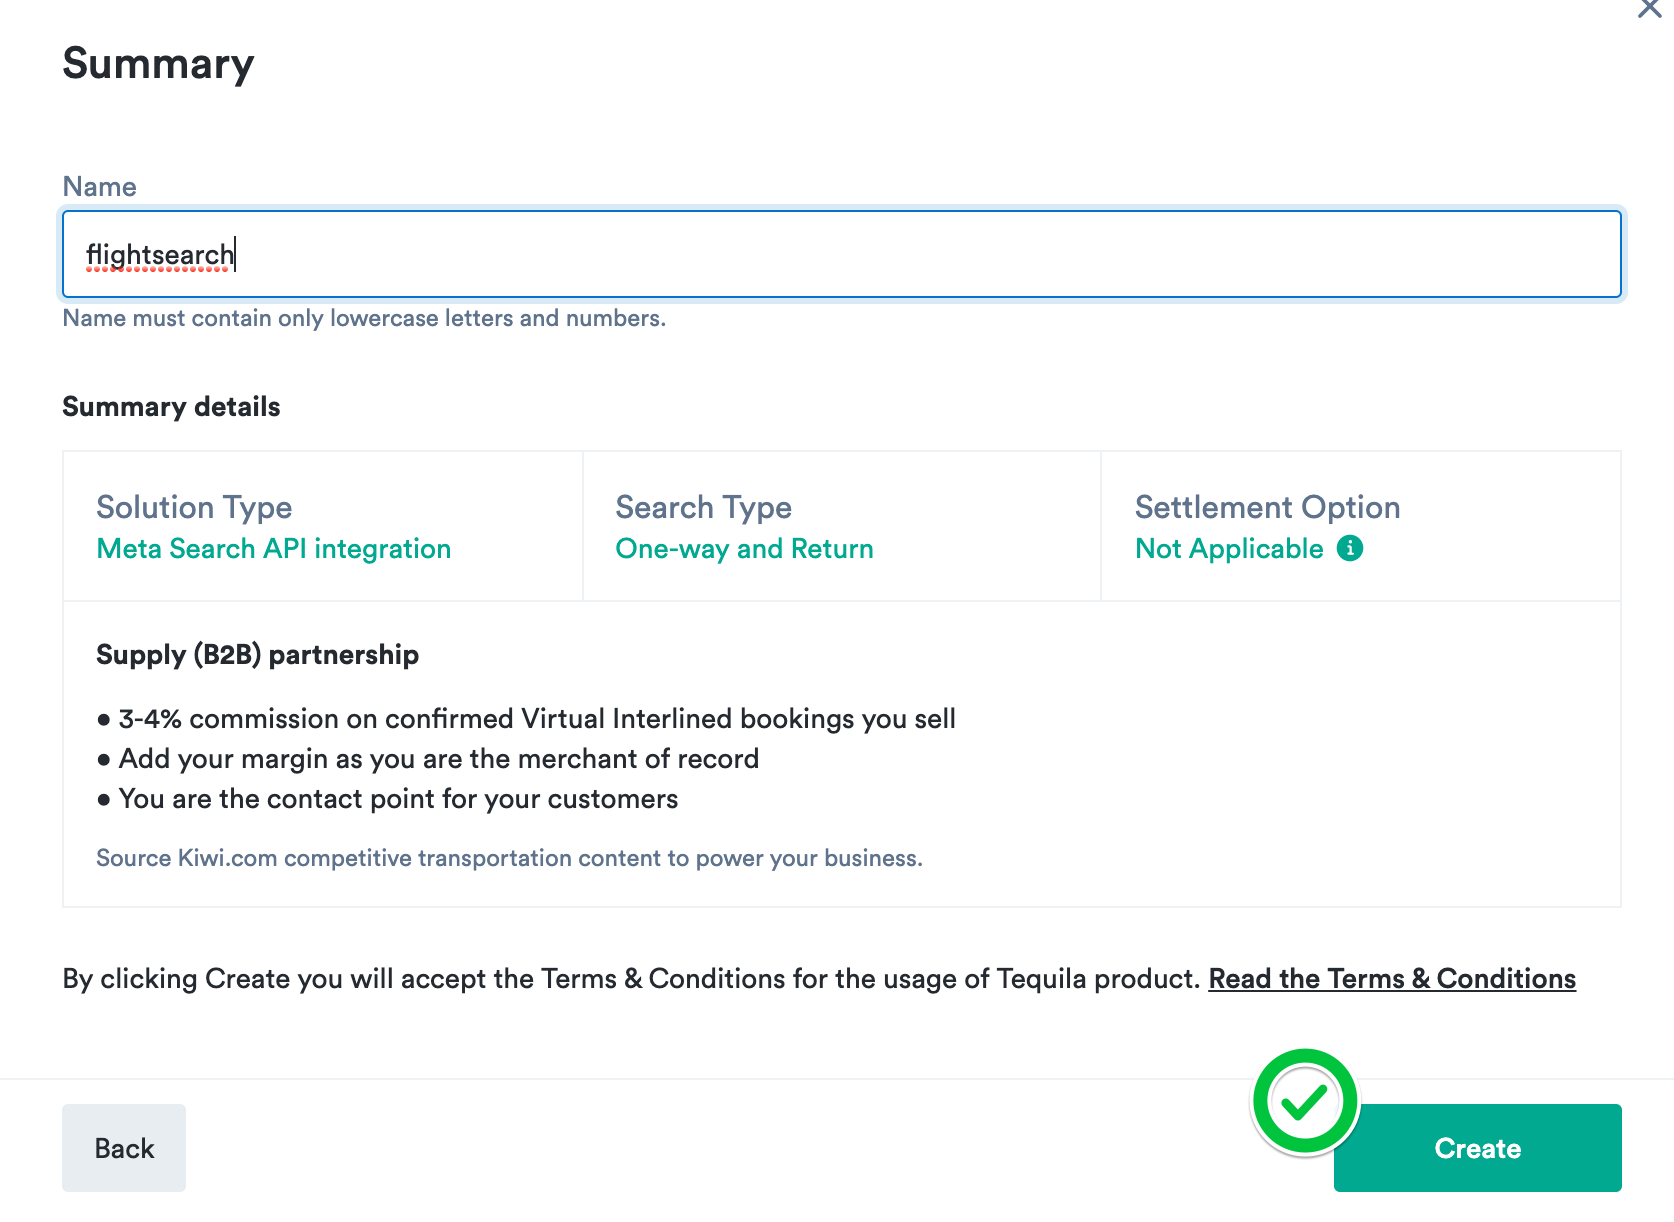 Summary
Name
flightsearch
Name must contain only lowercase letters and numbers.
Summary details
Solution Type
Meta Search API integration
Search Type
One-way and Return
Settlement Option
Not Applicable
Supply (B2B) partnership
● 3-4% commission on confirmed Virtual Interlined bookings you sell
● Add your margin as you are the merchant of record
● You are the contact point for your customers
Source Kiwi.com competitive transportation content to power your business.
By clicking Create you will accept the Terms & Conditions for the usage of Tequila product. Read the Terms & Conditions
Back
Create